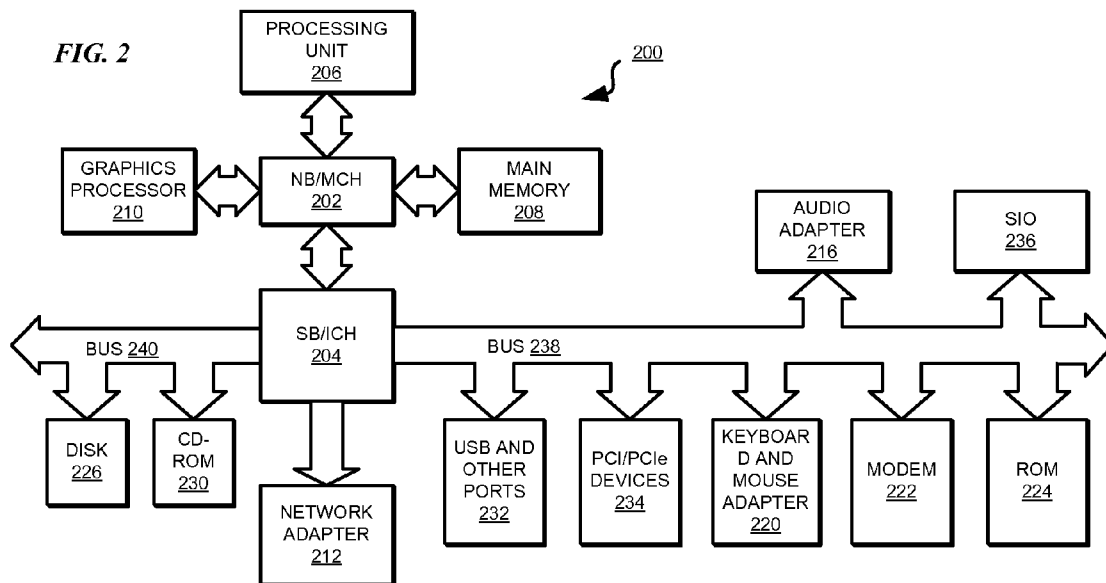 FIG. 2
PROCESSING
UNIT
206
200
GRAPHICS
PROCESSOR
210
NB/MCH
202
MAIN
MEMORY
208
AUDIO
ADAPTER
216
SIO
236
SB/ICH
204
BUS 240
BUS 238
DISK
226
CD-
ROM
230
NETWORK
ADAPTER
212
USB AND
OTHER
PORTS
232
PCI/PCIe
DEVICES
234
KEYBOAR
D AND
MOUSE
ADAPTER
220
MODEM
222
ROM
224